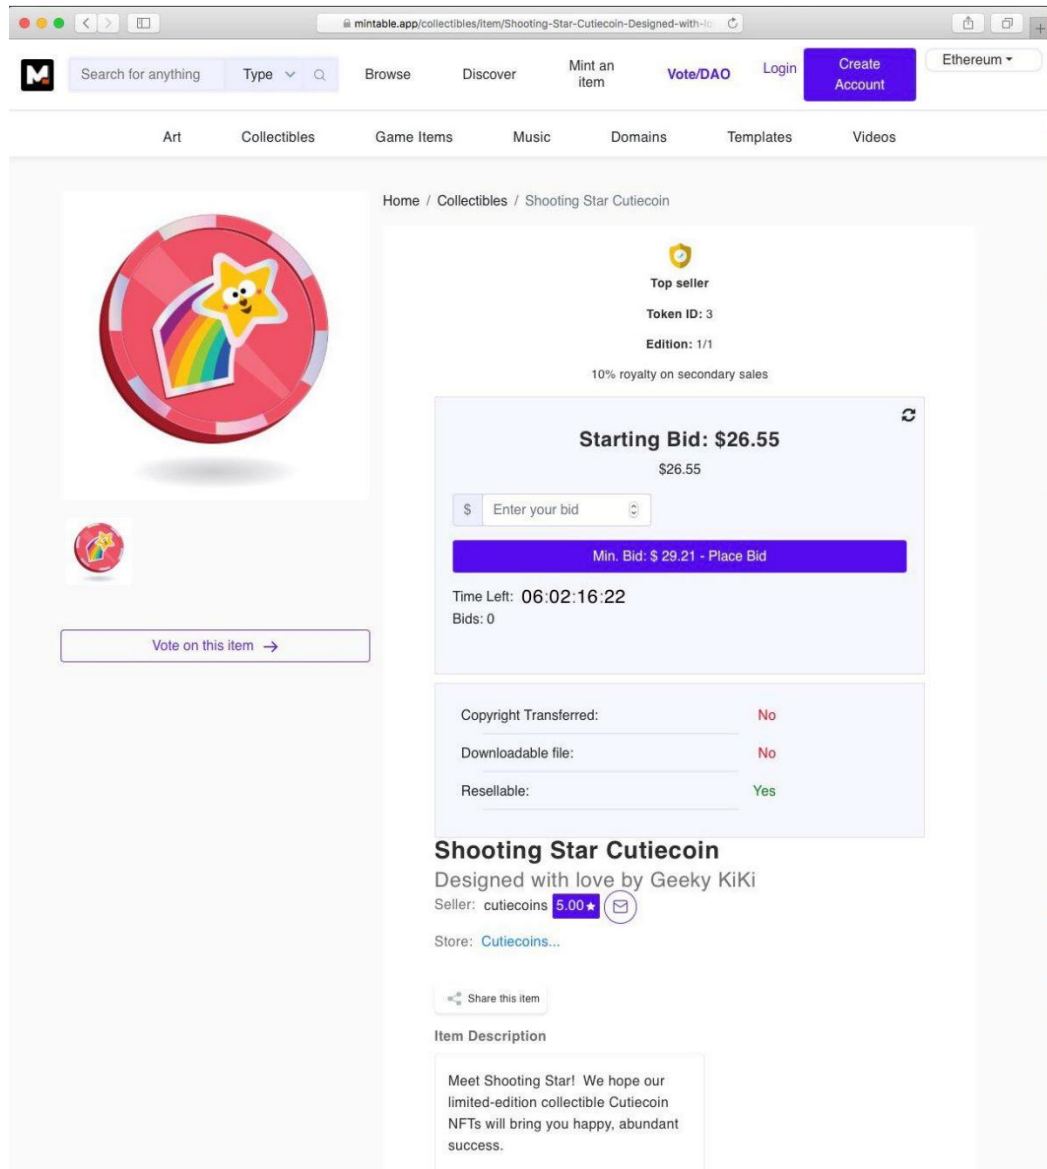 mintable.app/collectibles/item/Shooting-Star-Cutiecoin-Designed-with-
M.
Search for anything
Type
Browse
Discover
Mint an
item
Vote/DAO
Login
Create
Account
Ethereum
Art
Collectibles
Game Items
Music
Domains
Templates
Videos
Home / Collectibles / Shooting Star Cutiecoin
Top seller
Token ID: 3
Edition: 1/1
10% royalty on secondary sales
Starting Bid: $26.55
$26.55
$ Enter your bid
Min. Bid: $ 29.21 - Place Bid
Time Left: 06:02:16:22
Bids: 0
Vote on this item →
Copyright Transferred: No
Downloadable file: No
Resellable: Yes
Shooting Star Cutiecoin
Designed with love by Geeky KiKi
Seller: cutiecoins 5.00★
Store: Cutiecoins...
Share this item
Item Description
Meet Shooting Star! We hope our
limited-edition collectible Cutiecoin
NFTs will bring you happy, abundant
success.